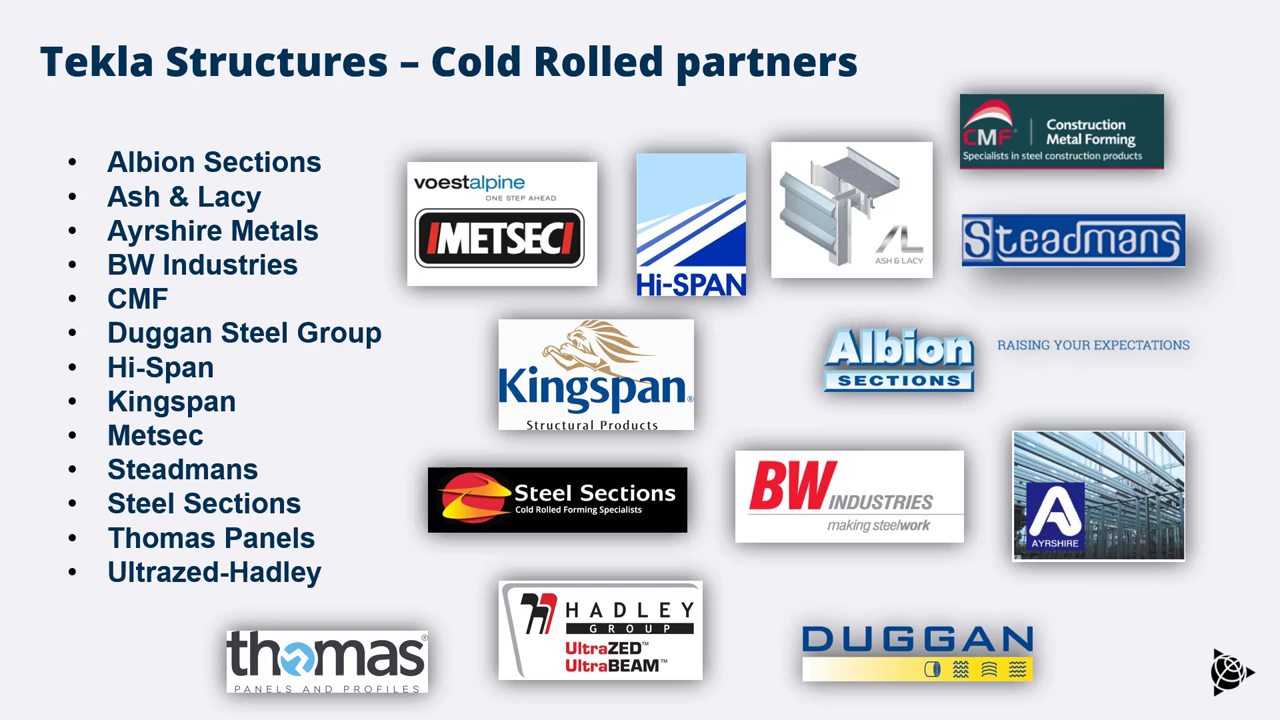 Tekla Structures – Cold Rolled partners
• Albion Sections
• Ash & Lacy
• Ayrshire Metals
• BW Industries
• CMF
• Duggan Steel Group
• Hi-Span
• Kingspan
• Metsec
• Steadmans
• Steel Sections
• Thomas Panels
• Ultrazed-Hadley
CMF® Construction
Metal Forming
Specialists in steel construction products
voestalpine
ONE STEP AHEAD.
METSEC
Hi-SPAN
AL
ASH & LACY
Steadmans
Kingspan®
Structural Products
Albion
SECTIONS
RAISING YOUR EXPECTATIONS
Steel Sections
Cold Rolled Forming Specialists
BW INDUSTRIES
making steelwork
A
AYRSHIRE
thomas®
PANELS AND PROFILES
HADLEY
GROUP
UltraZED™
UltraBEAM™
DUGGAN